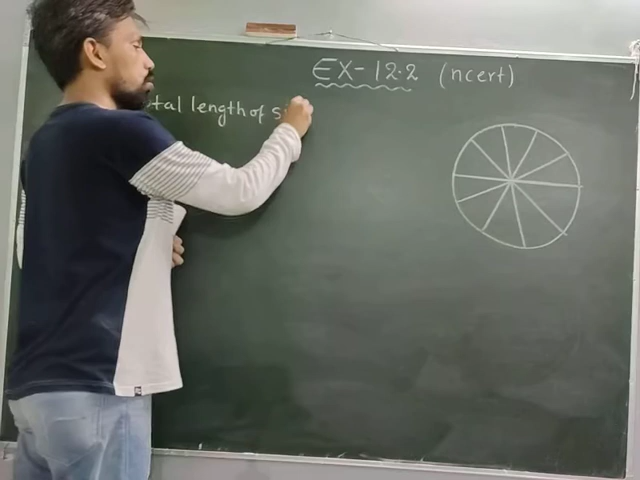 EX-12.2 (ncert)
tal length of s